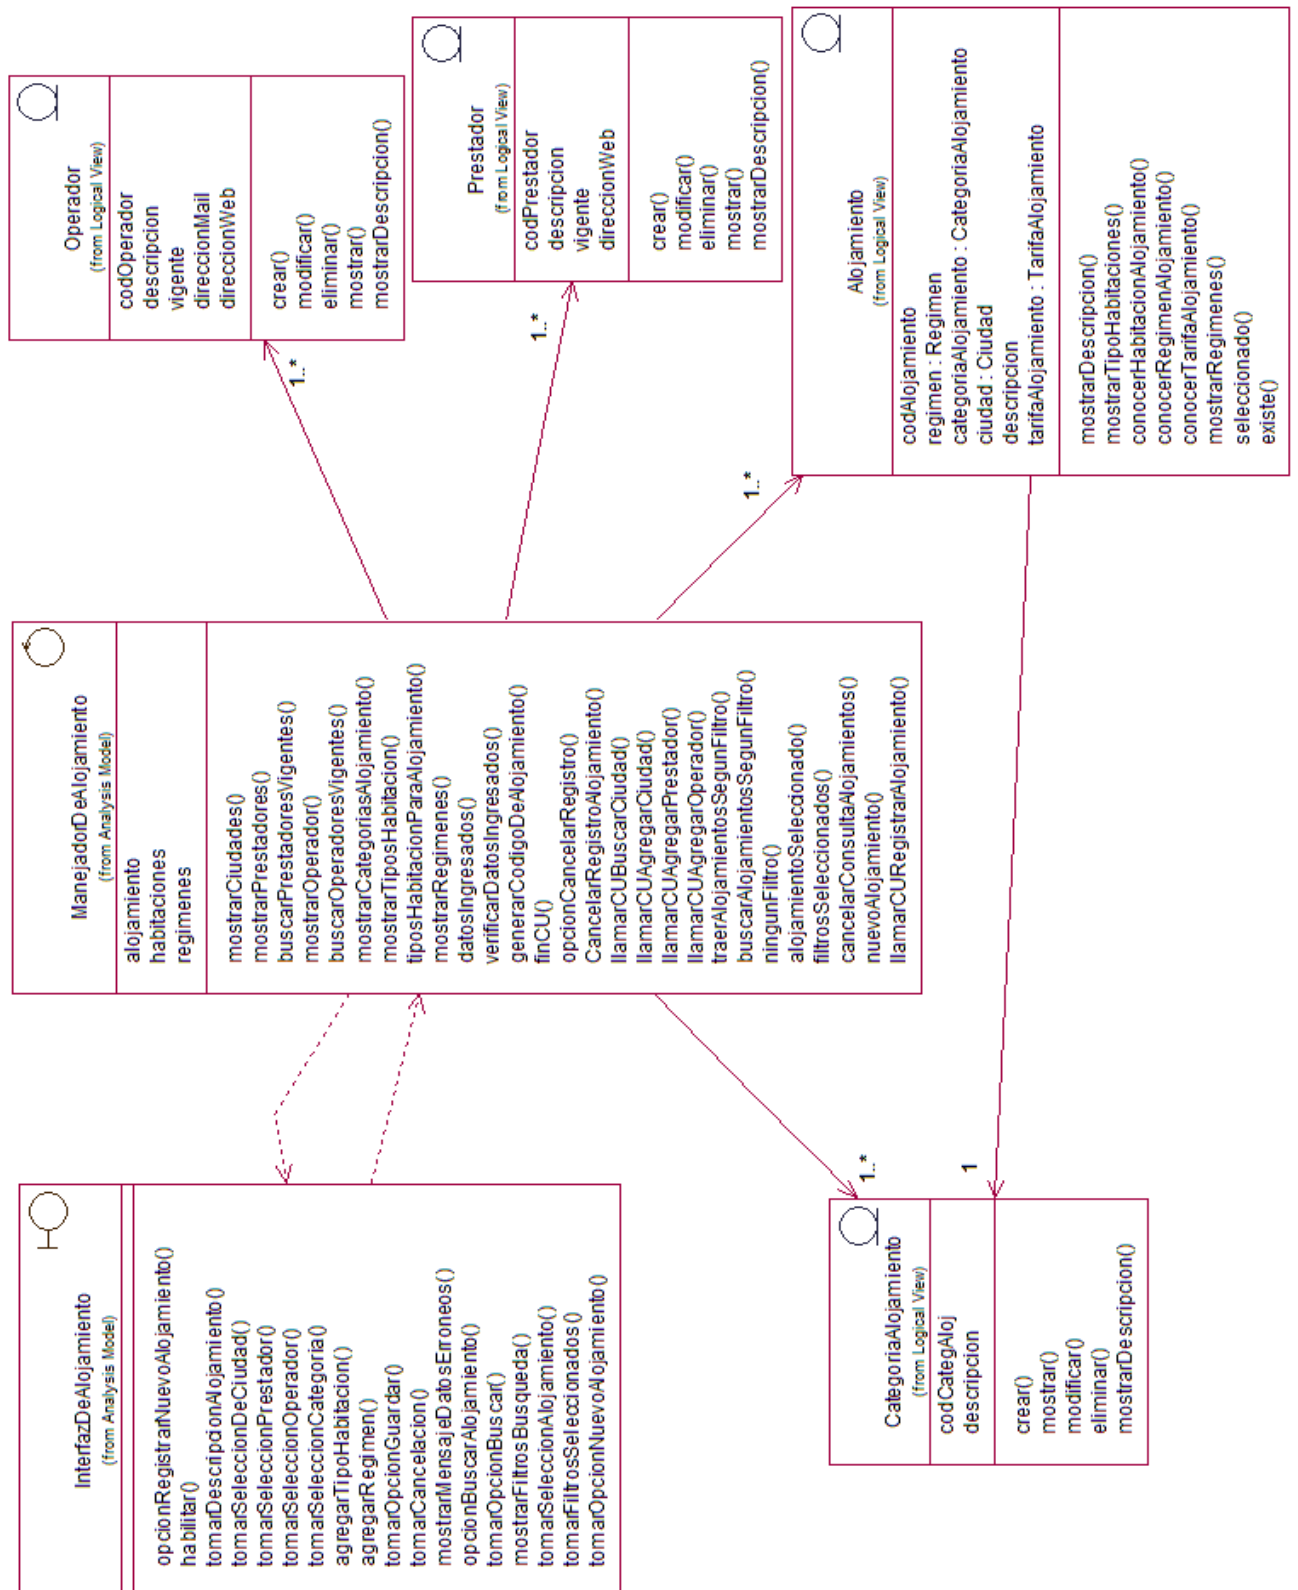 InterfazDeAlojamiento
(from Analysis Model)
opcionRegistrarNuevoAlojamiento()
habilitar()
tomarDescripcionAlojamiento()
tomarSeleccionDeCiudad()
tomarSeleccionPrestador()
tomarSeleccionOperador()
tomarSeleccionCategoria()
agregarTipoHabitacion()
agregarRegimen()
tomarOpcionGuardar()
tomarCancelacion()
mostrarMensajeDatosErroneos()
opcionBuscarAlojamiento()
tomarOpcionBuscar()
mostrarFiltrosBusqueda()
tomarSeleccionAlojamiento()
tomarFiltrosSeleccionados()
tomarOpcionNuevoAlojamiento()
ManejadorDeAlojamiento
(from Analysis Model)
alojamiento
habitaciones
regimenes
mostrarCiudades()
mostrarPrestadores()
buscarPrestadoresVigentes()
mostrarOperador()
buscarOperadoresVigentes()
mostrarCategoriasAlojamiento()
mostrarTiposHabitacion()
tiposHabitacionParaAlojamiento()
mostrarRegimenes()
datosIngresados()
verificarDatosIngresados()
generarCodigoDeAlojamiento()
finCU()
opcionCancelarRegistro()
CancelarRegistroAlojamiento()
llamarCUBuscarCiudad()
llamarCUAgregarCiudad()
llamarCUAgregarPrestador()
llamarCUAgregarOperador()
traerAlojamientosSegunFiltro()
buscarAlojamientosSegunFiltro()
ningunFiltro()
alojamientoSeleccionado()
filtrosSeleccionados()
cancelarConsultaAlojamientos()
nuevoAlojamiento()
llamarCURegistrarAlojamiento()
Operador
(from Logical View)
codOperador
descripcion
vigente
direccionMail
direccionWeb
crear()
modificar()
eliminar()
mostrar()
mostrarDescripcion()
1..*
Prestador
(from Logical View)
codPrestador
descripcion
vigente
direccionWeb
crear()
modificar()
eliminar()
mostrar()
mostrarDescripcion()
1..*
Alojamiento
(from Logical View)
codAlojamiento
regimen : Regimen
categoriaAlojamiento : CategoriaAlojamiento
ciudad : Ciudad
descripcion
tarifaAlojamiento : TarifaAlojamiento
mostrarDescripcion()
mostrarTipoHabitaciones()
conocerHabitacionAlojamiento()
conocerRegimenAlojamiento()
conocerTarifaAlojamiento()
mostrarRegimenes()
seleccionado()
existe()
1..*
CategoriaAlojamiento
(from Logical View)
codCategAloj
descripcion
crear()
mostrar()
modificar()
eliminar()
mostrarDescripcion()
1..*
1